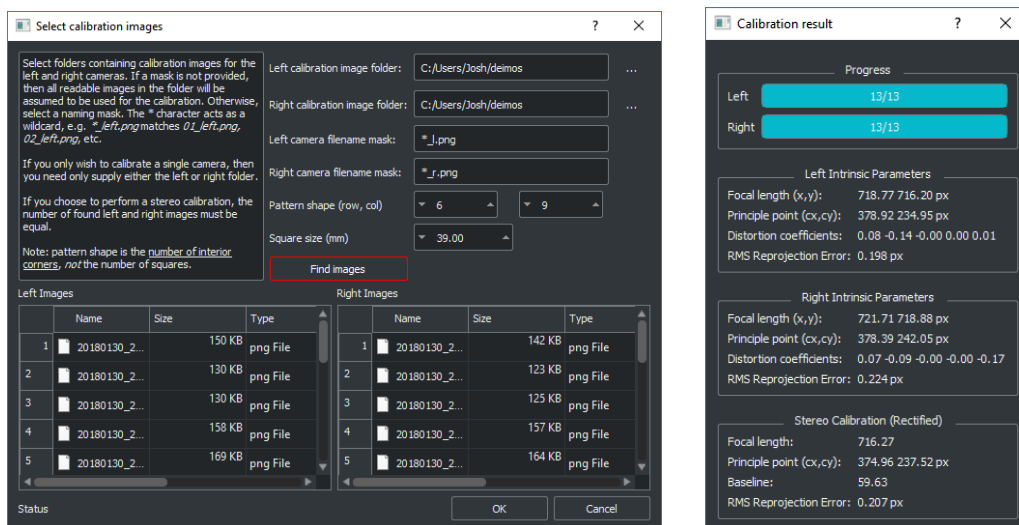 Select calibration images
?
Select folders containing calibration images for the
left and right cameras. If a mask is not provided,
then all readable images in the folder will be
assumed to be used for the calibration. Otherwise,
select a naming mask. The * character acts as a
wildcard, e.g. *_left.png matches 01_left.png,
02_left.png, etc.
If you only wish to calibrate a single camera, then
you need only supply either the left or right folder.
If you choose to perform a stereo calibration, the
number of found left and right images must be
equal.
Note: pattern shape is the number of interior
corners, not the number of squares.
Left calibration image folder: C:/Users/Josh/deimos ...
Right calibration image folder: C:/Users/Josh/deimos ...
Left camera filename mask: *_l.png
Right camera filename mask: *_r.png
Pattern shape (row, col) 6 9
Square size (mm) 39.00
Find images
Left Images
Name Size Type
1 20180130_2... 150 KB png File
2 20180130_2... 130 KB png File
3 20180130_2... 130 KB png File
4 20180130_2... 158 KB png File
5 20180130_2... 169 KB png File
Right Images
Name Size Type
1 20180130_2... 142 KB png File
2 20180130_2... 123 KB png File
3 20180130_2... 125 KB png File
4 20180130_2... 157 KB png File
5 20180130_2... 164 KB png File
Status
OK
Cancel
Calibration result
?
Progress
Left 13/13
Right 13/13
Left Intrinsic Parameters
Focal length (x,y): 718.77 716.20 px
Principle point (cx,cy): 378.92 234.95 px
Distortion coefficients: 0.08 -0.14 -0.00 0.00 0.01
RMS Reprojection Error: 0.198 px
Right Intrinsic Parameters
Focal length (x,y): 721.71 718.88 px
Principle point (cx,cy): 378.39 242.05 px
Distortion coefficients: 0.07 -0.09 -0.00 -0.00 -0.17
RMS Reprojection Error: 0.224 px
Stereo Calibration (Rectified)
Focal length: 716.27
Principle point (cx,cy): 374.96 237.52 px
Baseline: 59.63
RMS Reprojection Error: 0.207 px